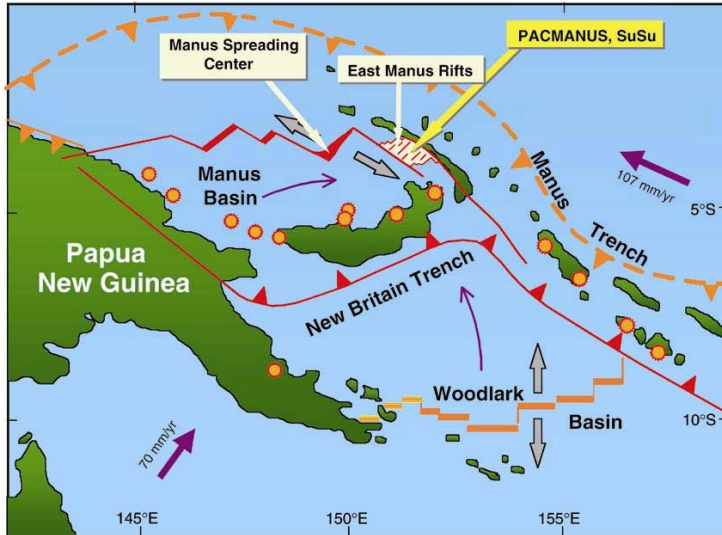 Manus Spreading
Center
PACMANUS, SuSu
East Manus Rifts
Manus
Basin
Manus
Trench
107 mm/yr
5°S
Papua
New Guinea
New Britain Trench
Woodlark
Basin
10°S
70 mm/yr
145°E
150°E
155°E